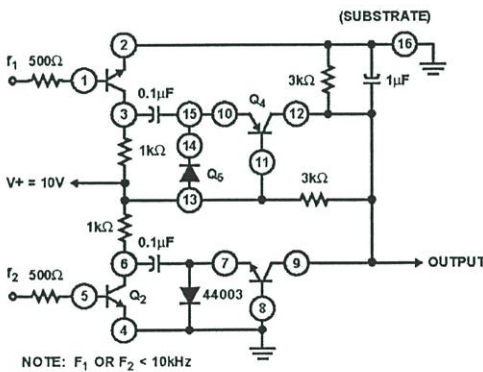 (SUBSTRATE)
2
16
f1 500Ω
1
3kΩ
1μF
0.1μF
Q4
3
15
10
12
14
1kΩ
11
Q5
V+ = 10V
13
3kΩ
1kΩ
0.1μF
6
7
9
OUTPUT
f2 500Ω
5
Q2
44003
8
4
NOTE: F1 OR F2 < 10kHz